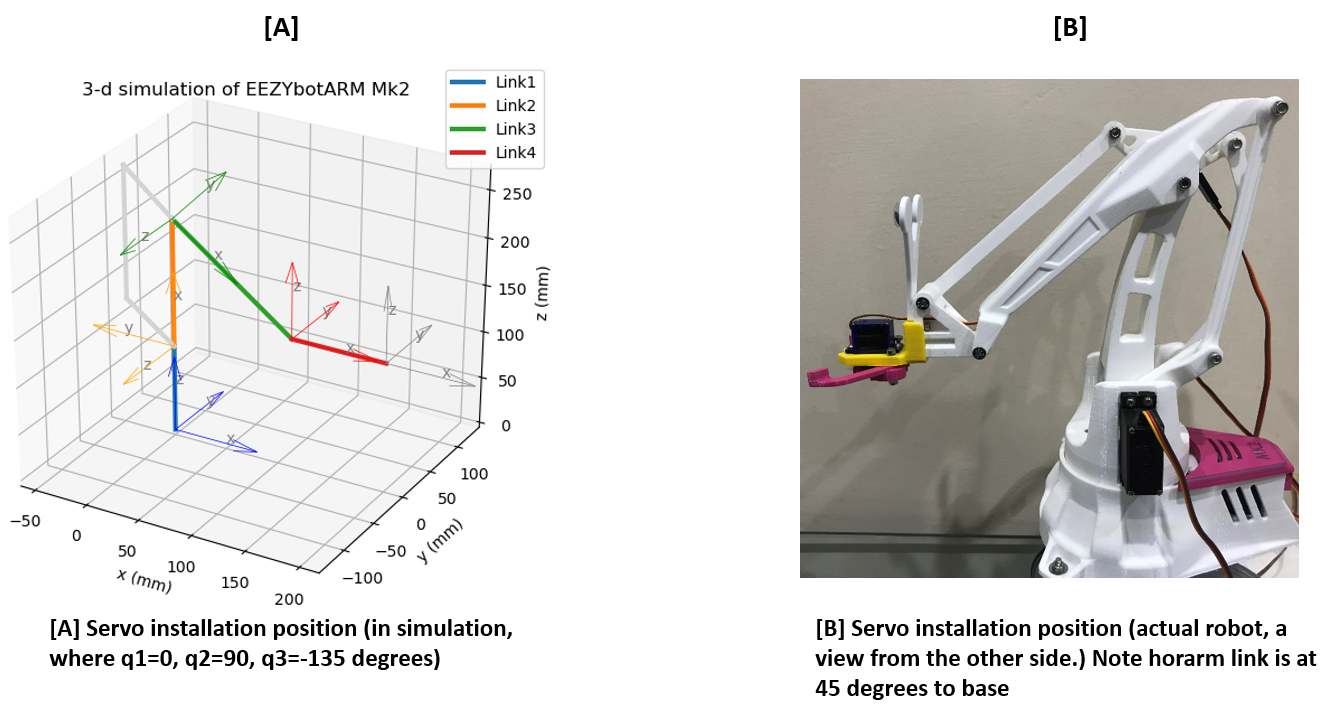 [A]
[B]
3-d simulation of EEZYbotARM Mk2
Link1
Link2
Link3
Link4
y
z
x
x
y
z
z
y
x
z
y
x
z
y
x
250
200
150
100
50
0
z (mm)
100
50
0
−50
−100
y (mm)
−50
0
50
100
150
200
x (mm)
[A] Servo installation position (in simulation,
where q1=0, q2=90, q3=-135 degrees)
[B] Servo installation position (actual robot, a
view from the other side.) Note horarm link is at
45 degrees to base